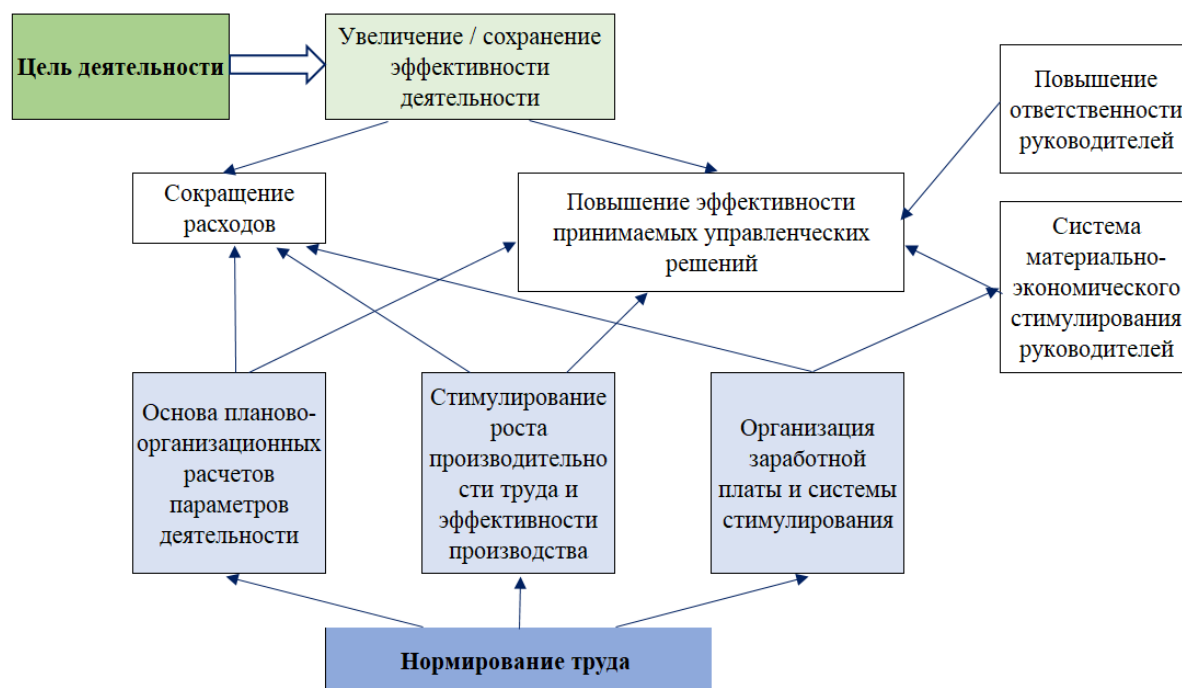 Цель деятельности
Увеличение / сохранение
эффективности
деятельности
Повышение
ответственности
руководителей
Сокращение
расходов
Повышение эффективности
принимаемых управленческих
решений
Система
материально-
экономического
стимулирования
руководителей
Основа планово-
организационных
расчетов
параметров
деятельности
Стимулирование
роста
производительно
сти труда и
эффективности
производства
Организация
заработной
платы и системы
стимулирования
Нормирование труда